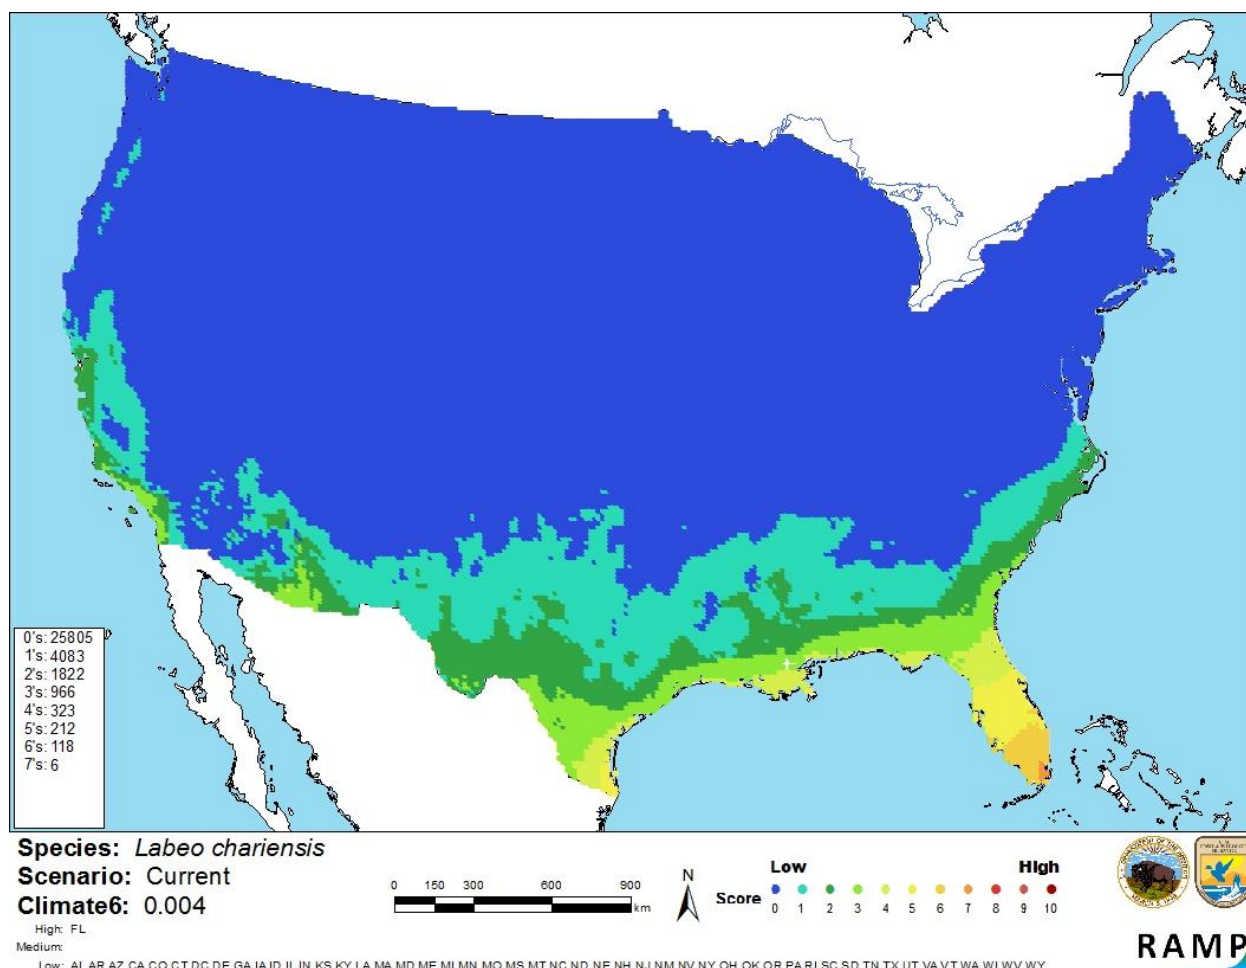 0's: 25805
1's: 4083
2's: 1822
3's: 966
4's: 323
5's: 212
6's: 118
7's: 6
Species: Labeo chariensis
Scenario: Current
Climate6: 0.004
High: FL
Medium:
Low: AL AR AZ CA CO CT DC DE GA IA ID IL IN KS KY LA MA MD ME MI MN MO MS MT NC ND NE NH NJ NM NV NY OH OK OR PA RI SC SD TN TX UT VA VT WA WI WV WY
0 150 300 600 900
km
N
Low High
Score
0 1 2 3 4 5 6 7 8 9 10
RAMP